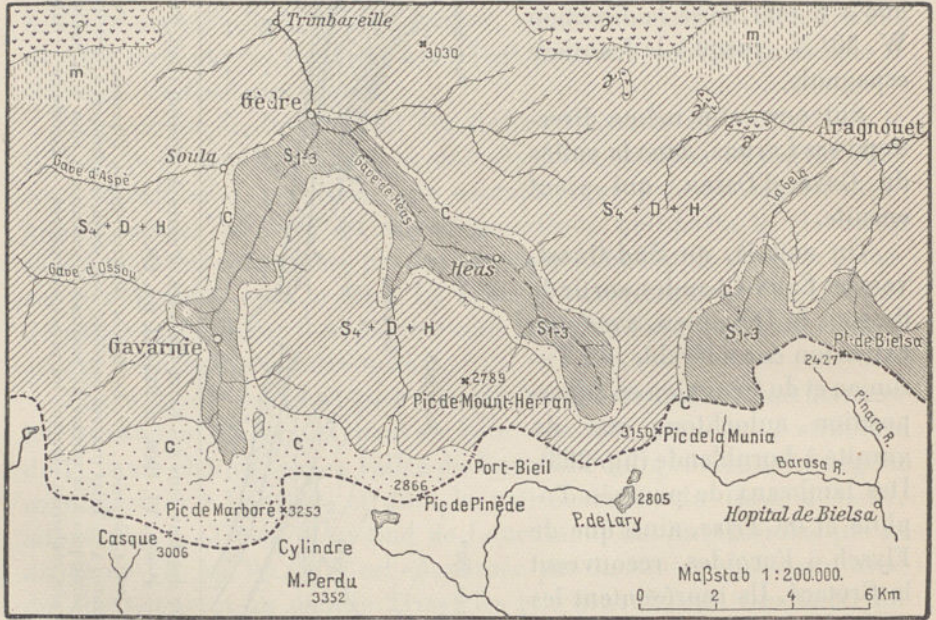 Trimbareille
3030
m
m
Gèdre
Aragnouet
Soula
S1-3
Gave d'Aspé
Gave de Héas
C
C
S4 + D + H
S4 + D + H
la bela
Gave d'Ossou
Héas
C
C
Gavarnie
S4 + D + H
S1-3
S1-3
Pt. de Bielsa
2427
2789
Pic de Mount-Herran
C
Pinara R.
3150
Pic de la Munia
C
C
Port-Bieil
Barosa R.
2866
Pic de Pinède
2805
P. de Lary
Pic de Marboré
3253
Hopital de Bielsa
Casque
3006
Cylindre
M. Perdu
3352
Maßstab 1:200.000.
0 2 4 6 Km